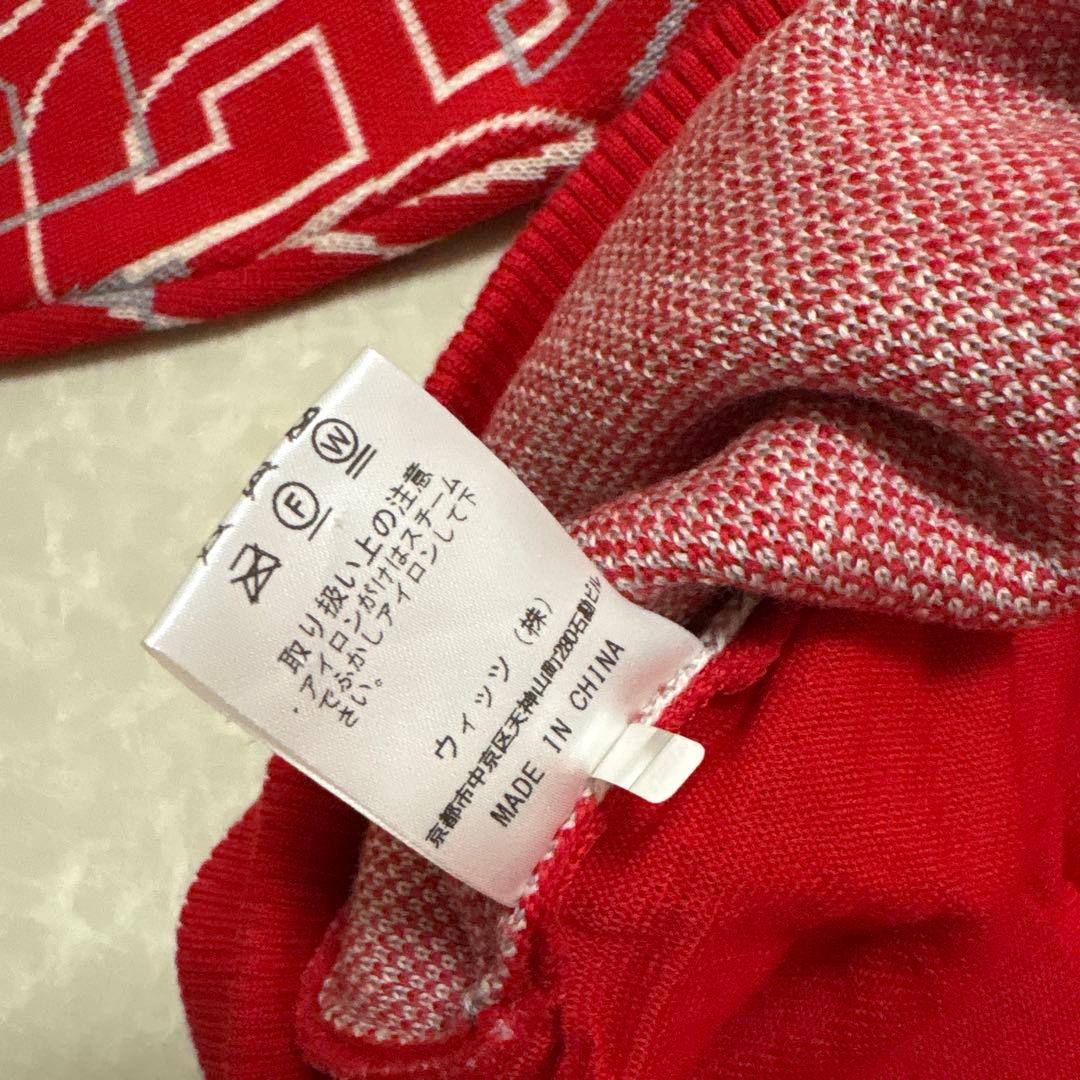 W
F
取り扱い上の注意
・アイロンがけはスチーム
でふかしアイロンして下
さい。
ウィッツ（株）
京都市中京区天神山町280石勘ビル
MADE IN CHINA